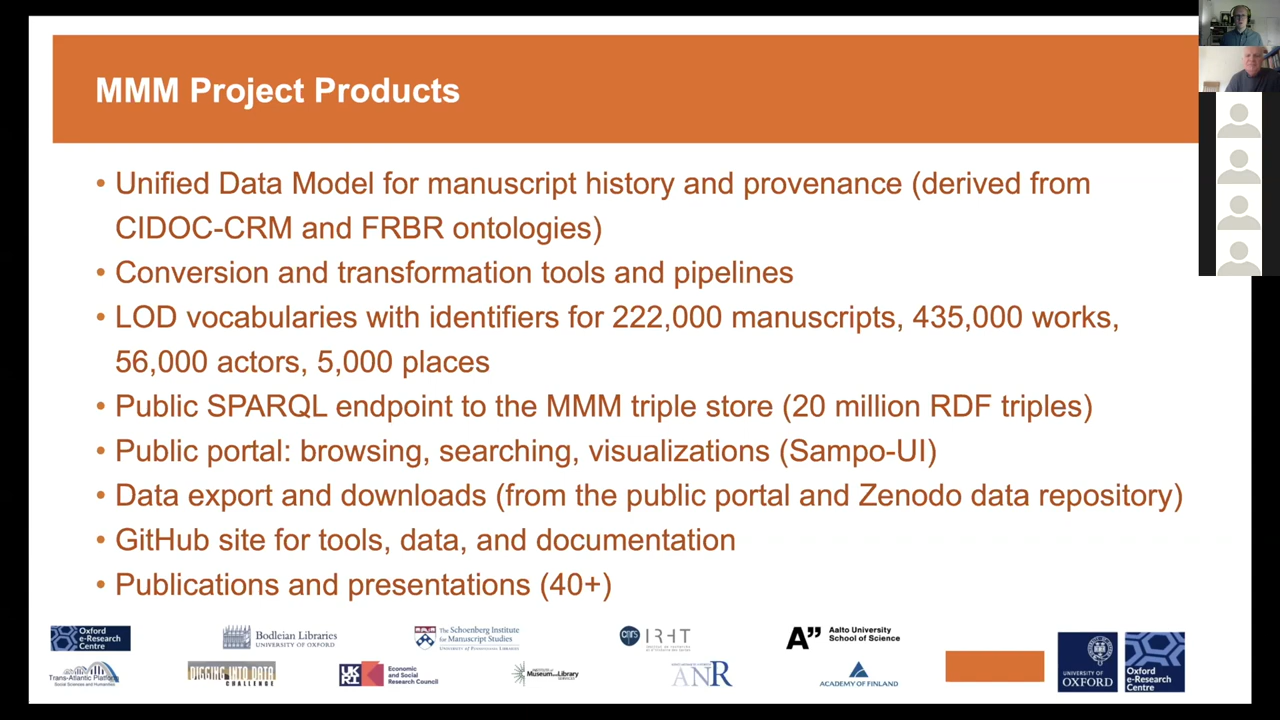 MMM Project Products
• Unified Data Model for manuscript history and provenance (derived from
CIDOC-CRM and FRBR ontologies)
• Conversion and transformation tools and pipelines
• LOD vocabularies with identifiers for 222,000 manuscripts, 435,000 works,
56,000 actors, 5,000 places
• Public SPARQL endpoint to the MMM triple store (20 million RDF triples)
• Public portal: browsing, searching, visualizations (Sampo-UI)
• Data export and downloads (from the public portal and Zenodo data repository)
• GitHub site for tools, data, and documentation
• Publications and presentations (40+)
Oxford
e-Research
Centre
Bodleian Libraries
UNIVERSITY OF OXFORD
The Schoenberg Institute
for Manuscript Studies
UNIVERSITY OF PENNSYLVANIA LIBRARIES
cnrs
IRHT
A”
Aalto University
School of Science
Trans-Atlantic Platform
Social Sciences and Humanities
DIGGING INTO DATA
CHALLENGE
Economic
and Social
Research Council
Museum and Library
SERVICES
ANR
ACADEMY OF FINLAND
UNIVERSITY OF
OXFORD
Oxford
e-Research
Centre